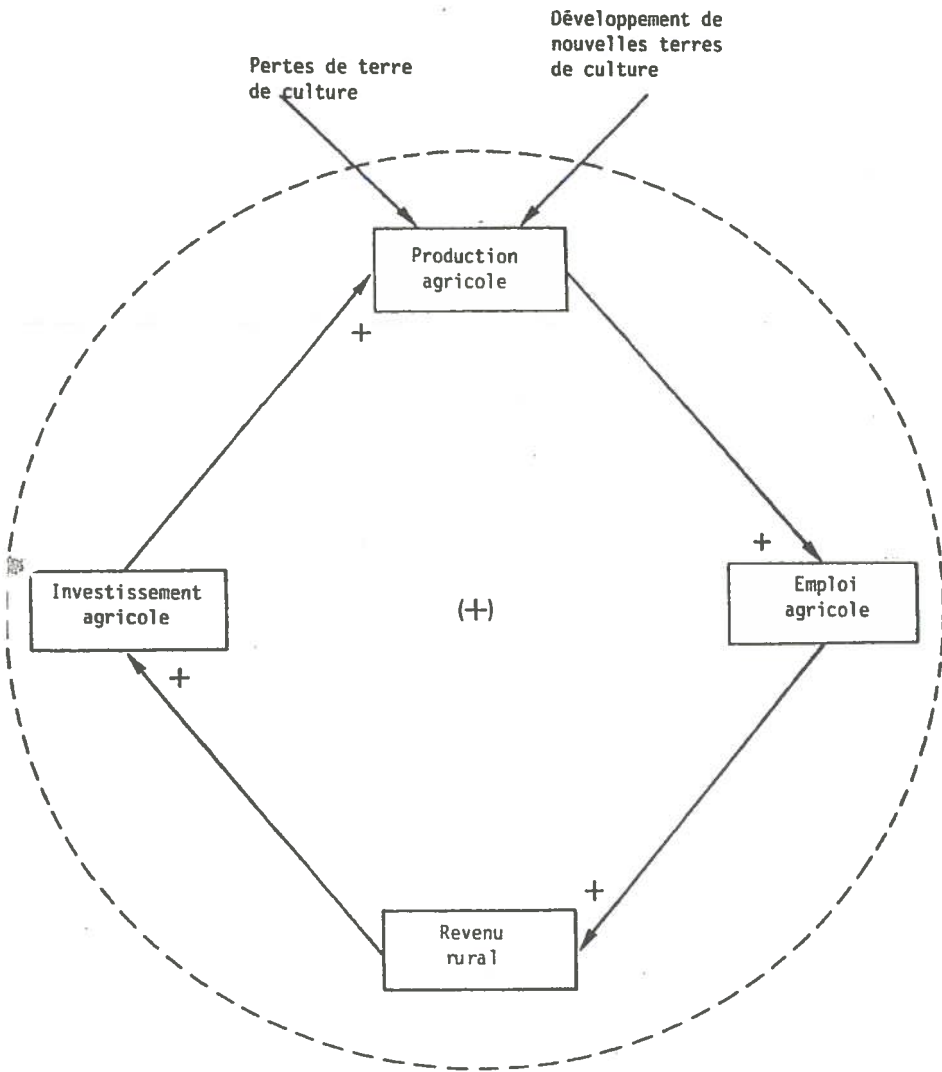 Développement de
nouvelles terres
de culture
Pertes de terre
de culture
Production
agricole
+
+
Investissement
agricole
(+)
Emploi
agricole
+
+
Revenu
rural